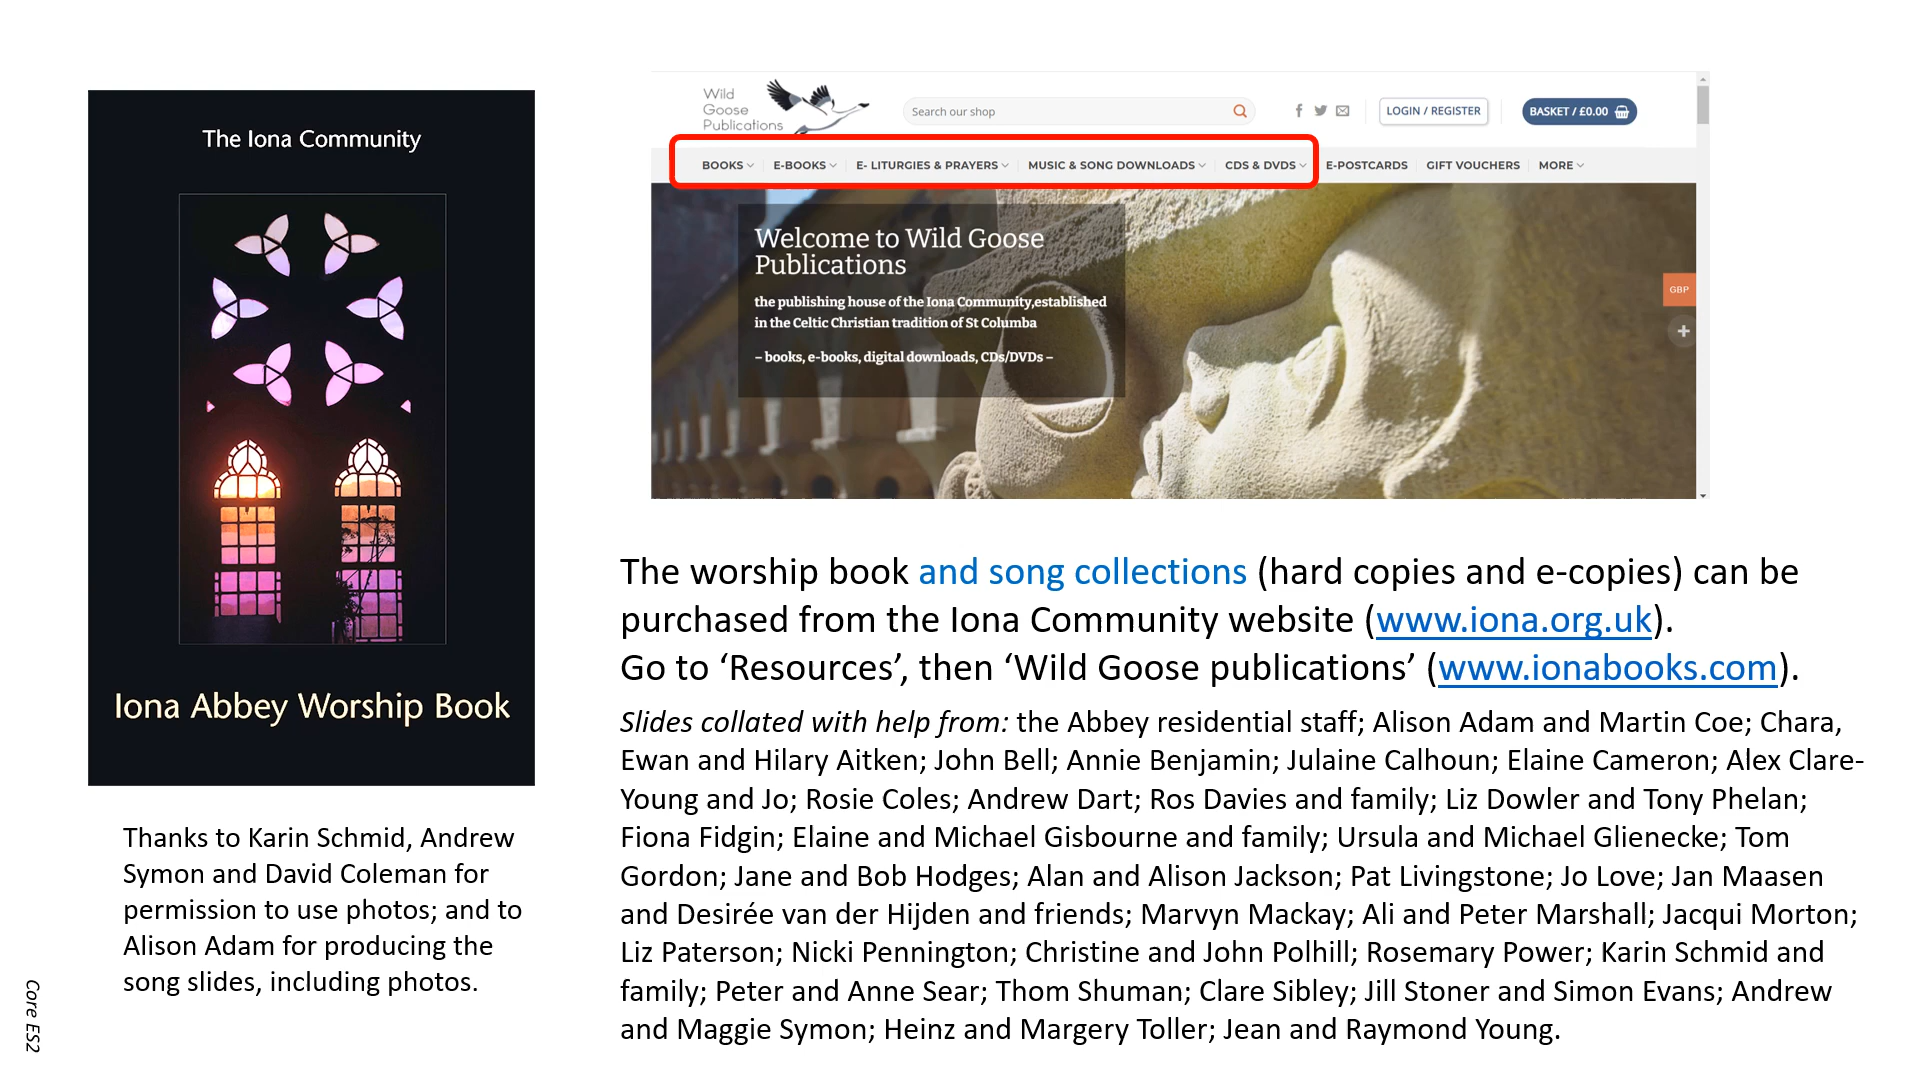 The Iona Community
Iona Abbey Worship Book
Thanks to Karin Schmid, Andrew
Symon and David Coleman for
permission to use photos; and to
Alison Adam for producing the
song slides, including photos.
Core ES2
Wild
Goose
Publications
Search our shop
LOGIN / REGISTER
BASKET / £0.00
BOOKS E-BOOKS E- LITURGIES & PRAYERS MUSIC & SONG DOWNLOADS CDS & DVDS E-POSTCARDS GIFT VOUCHERS MORE
Welcome to Wild Goose
Publications
the publishing house of the Iona Community,established
in the Celtic Christian tradition of St Columba
– books, e-books, digital downloads, CDs/DVDs –
GBP
The worship book and song collections (hard copies and e-copies) can be
purchased from the Iona Community website (www.iona.org.uk).
Go to ‘Resources’, then ‘Wild Goose publications’ (www.ionabooks.com).
Slides collated with help from: the Abbey residential staff; Alison Adam and Martin Coe; Chara,
Ewan and Hilary Aitken; John Bell; Annie Benjamin; Julaine Calhoun; Elaine Cameron; Alex Clare-
Young and Jo; Rosie Coles; Andrew Dart; Ros Davies and family; Liz Dowler and Tony Phelan;
Fiona Fidgin; Elaine and Michael Gisbourne and family; Ursula and Michael Glienecke; Tom
Gordon; Jane and Bob Hodges; Alan and Alison Jackson; Pat Livingstone; Jo Love; Jan Maasen
and Desirée van der Hijden and friends; Marvyn Mackay; Ali and Peter Marshall; Jacqui Morton;
Liz Paterson; Nicki Pennington; Christine and John Polhill; Rosemary Power; Karin Schmid and
family; Peter and Anne Sear; Thom Shuman; Clare Sibley; Jill Stoner and Simon Evans; Andrew
and Maggie Symon; Heinz and Margery Toller; Jean and Raymond Young.